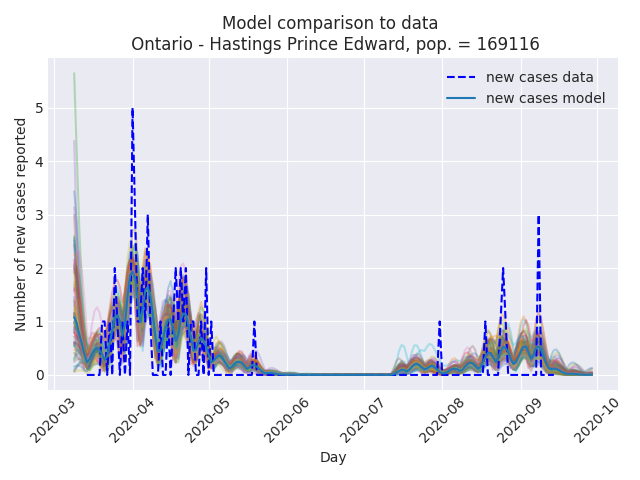 Model comparison to data
Ontario - Hastings Prince Edward, pop. = 169116
new cases data
new cases model
Number of new cases reported
5
4
3
2
1
0
2020-03
2020-04
2020-05
2020-06
2020-07
2020-08
2020-09
2020-10
Day